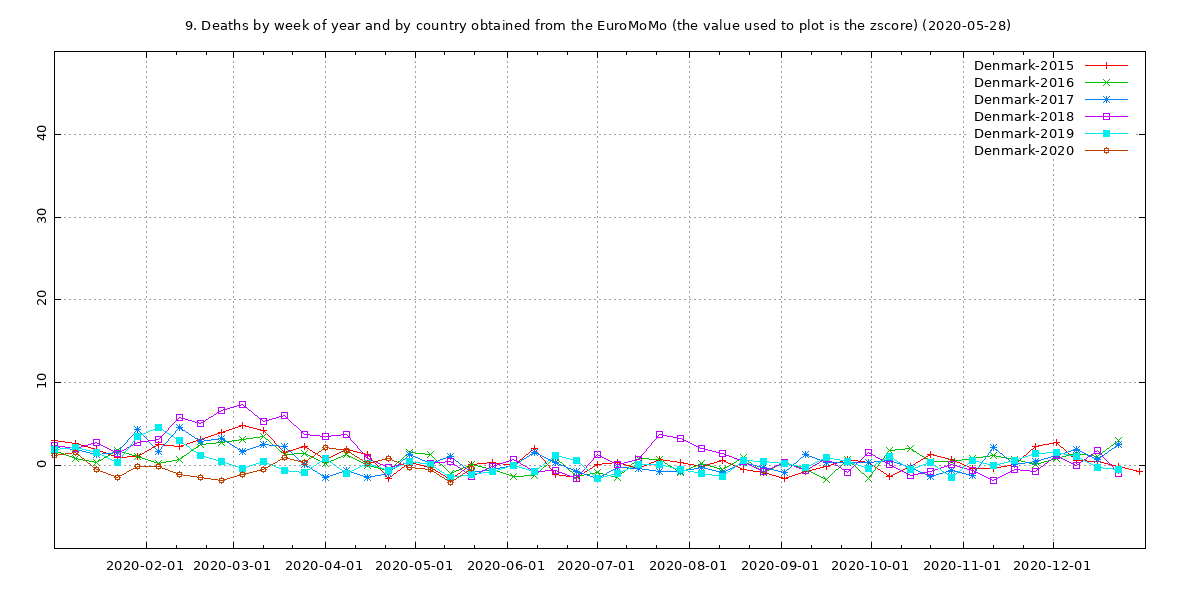 9. Deaths by week of year and by country obtained from the EuroMoMo (the value used to plot is the zscore) (2020-05-28)
Denmark-2015
Denmark-2016
Denmark-2017
Denmark-2018
Denmark-2019
Denmark-2020
40
30
20
10
0
2020-02-01 2020-03-01 2020-04-01 2020-05-01 2020-06-01 2020-07-01 2020-08-01 2020-09-01 2020-10-01 2020-11-01 2020-12-01